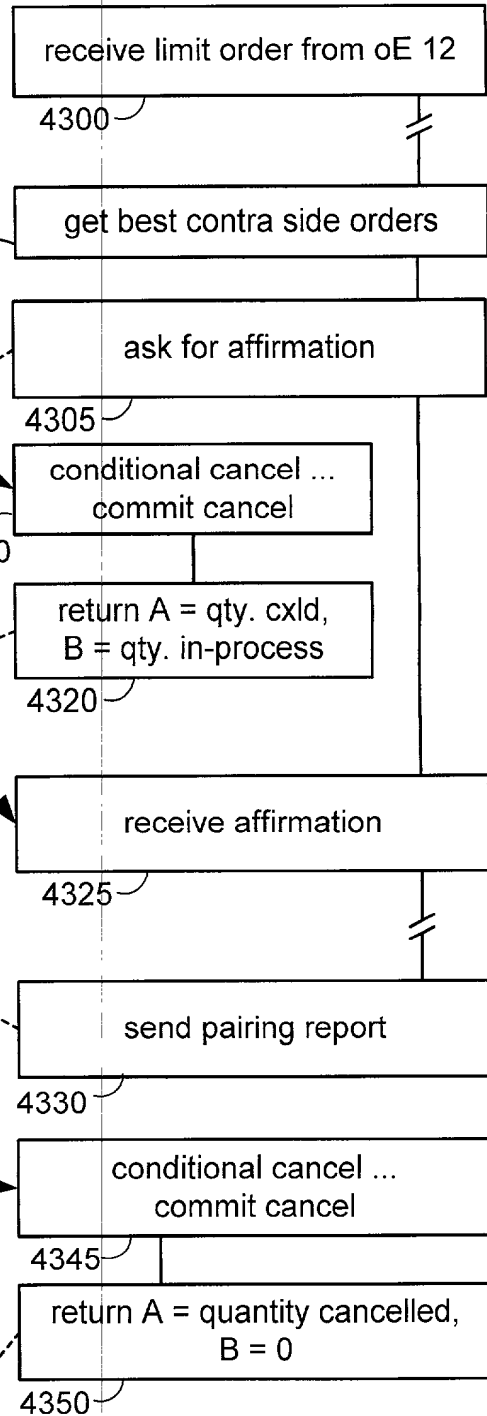 receive limit order from oE 12
4300
get best contra side orders
ask for affirmation
4305
conditional cancel ...
commit cancel
0
return A = qty. cxld,
B = qty. in-process
4320
receive affirmation
4325
send pairing report
4330
conditional cancel ...
commit cancel
4345
return A = quantity cancelled,
B = 0
4350